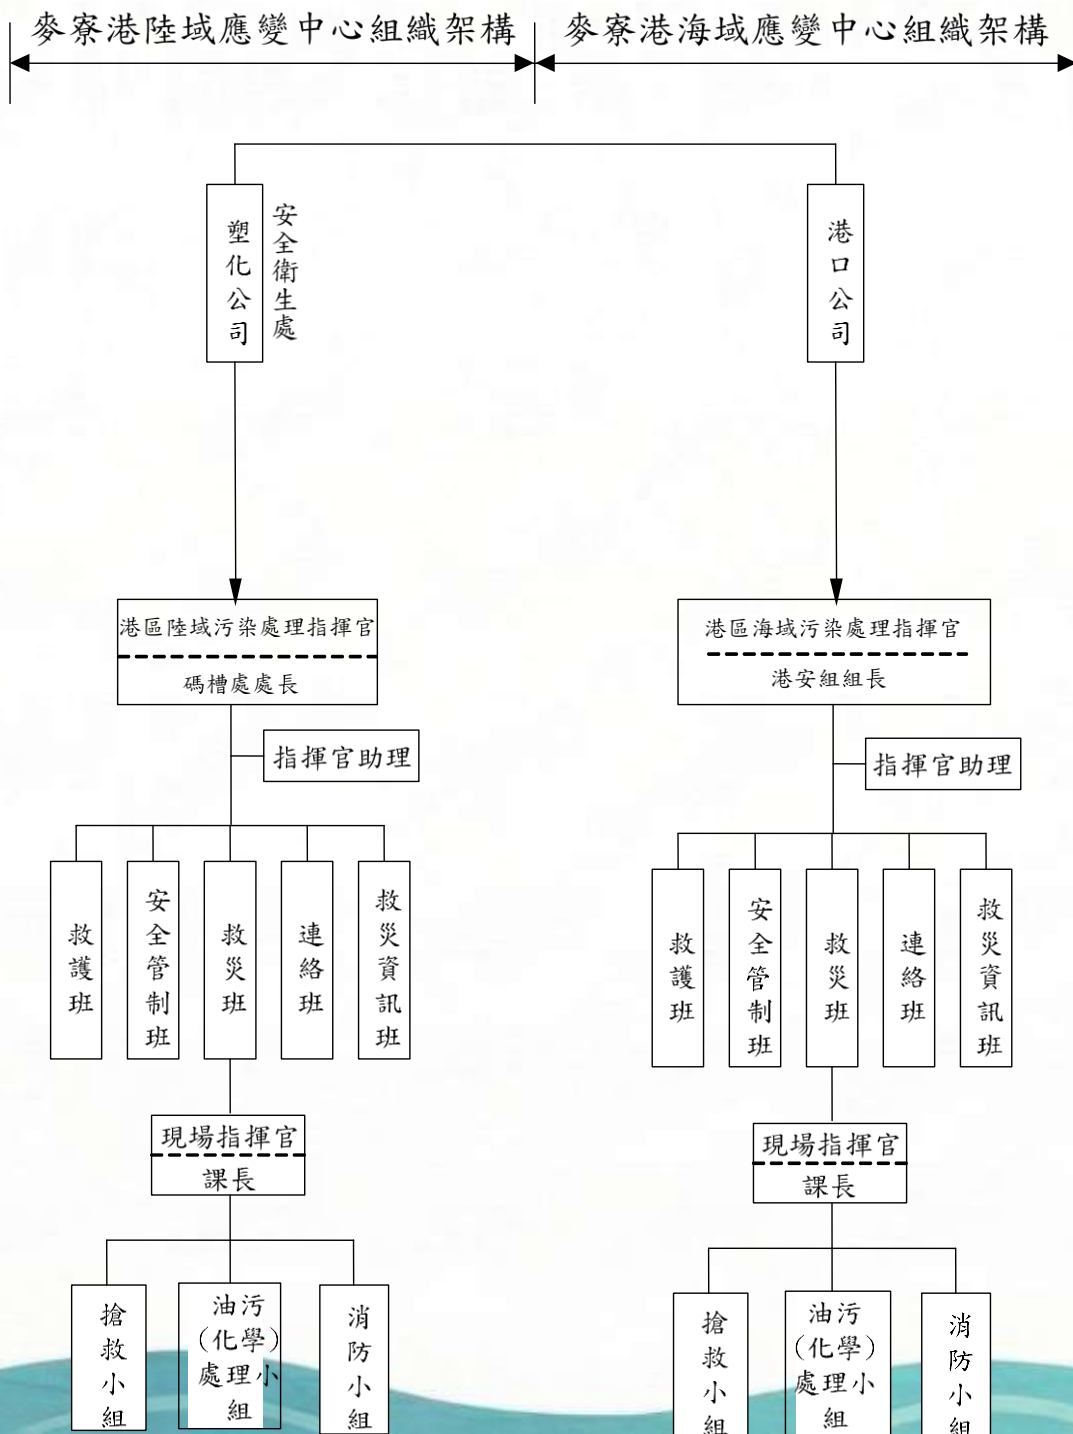 麥寮港陸域應變中心組織架構
麥寮港海域應變中心組織架構
塑化公司
安全衛生處
港口公司
港區陸域污染處理指揮官
碼槽處處長
港區海域污染處理指揮官
港安組組長
指揮官助理
指揮官助理
救護班
安全管制班
救災班
連絡班
救災資訊班
救護班
安全管制班
救災班
連絡班
救災資訊班
現場指揮官
課長
現場指揮官
課長
搶救小組
油污
(化學)
處理小
組
消防小組
搶救小組
油污
(化學)
處理小
組
消防小組